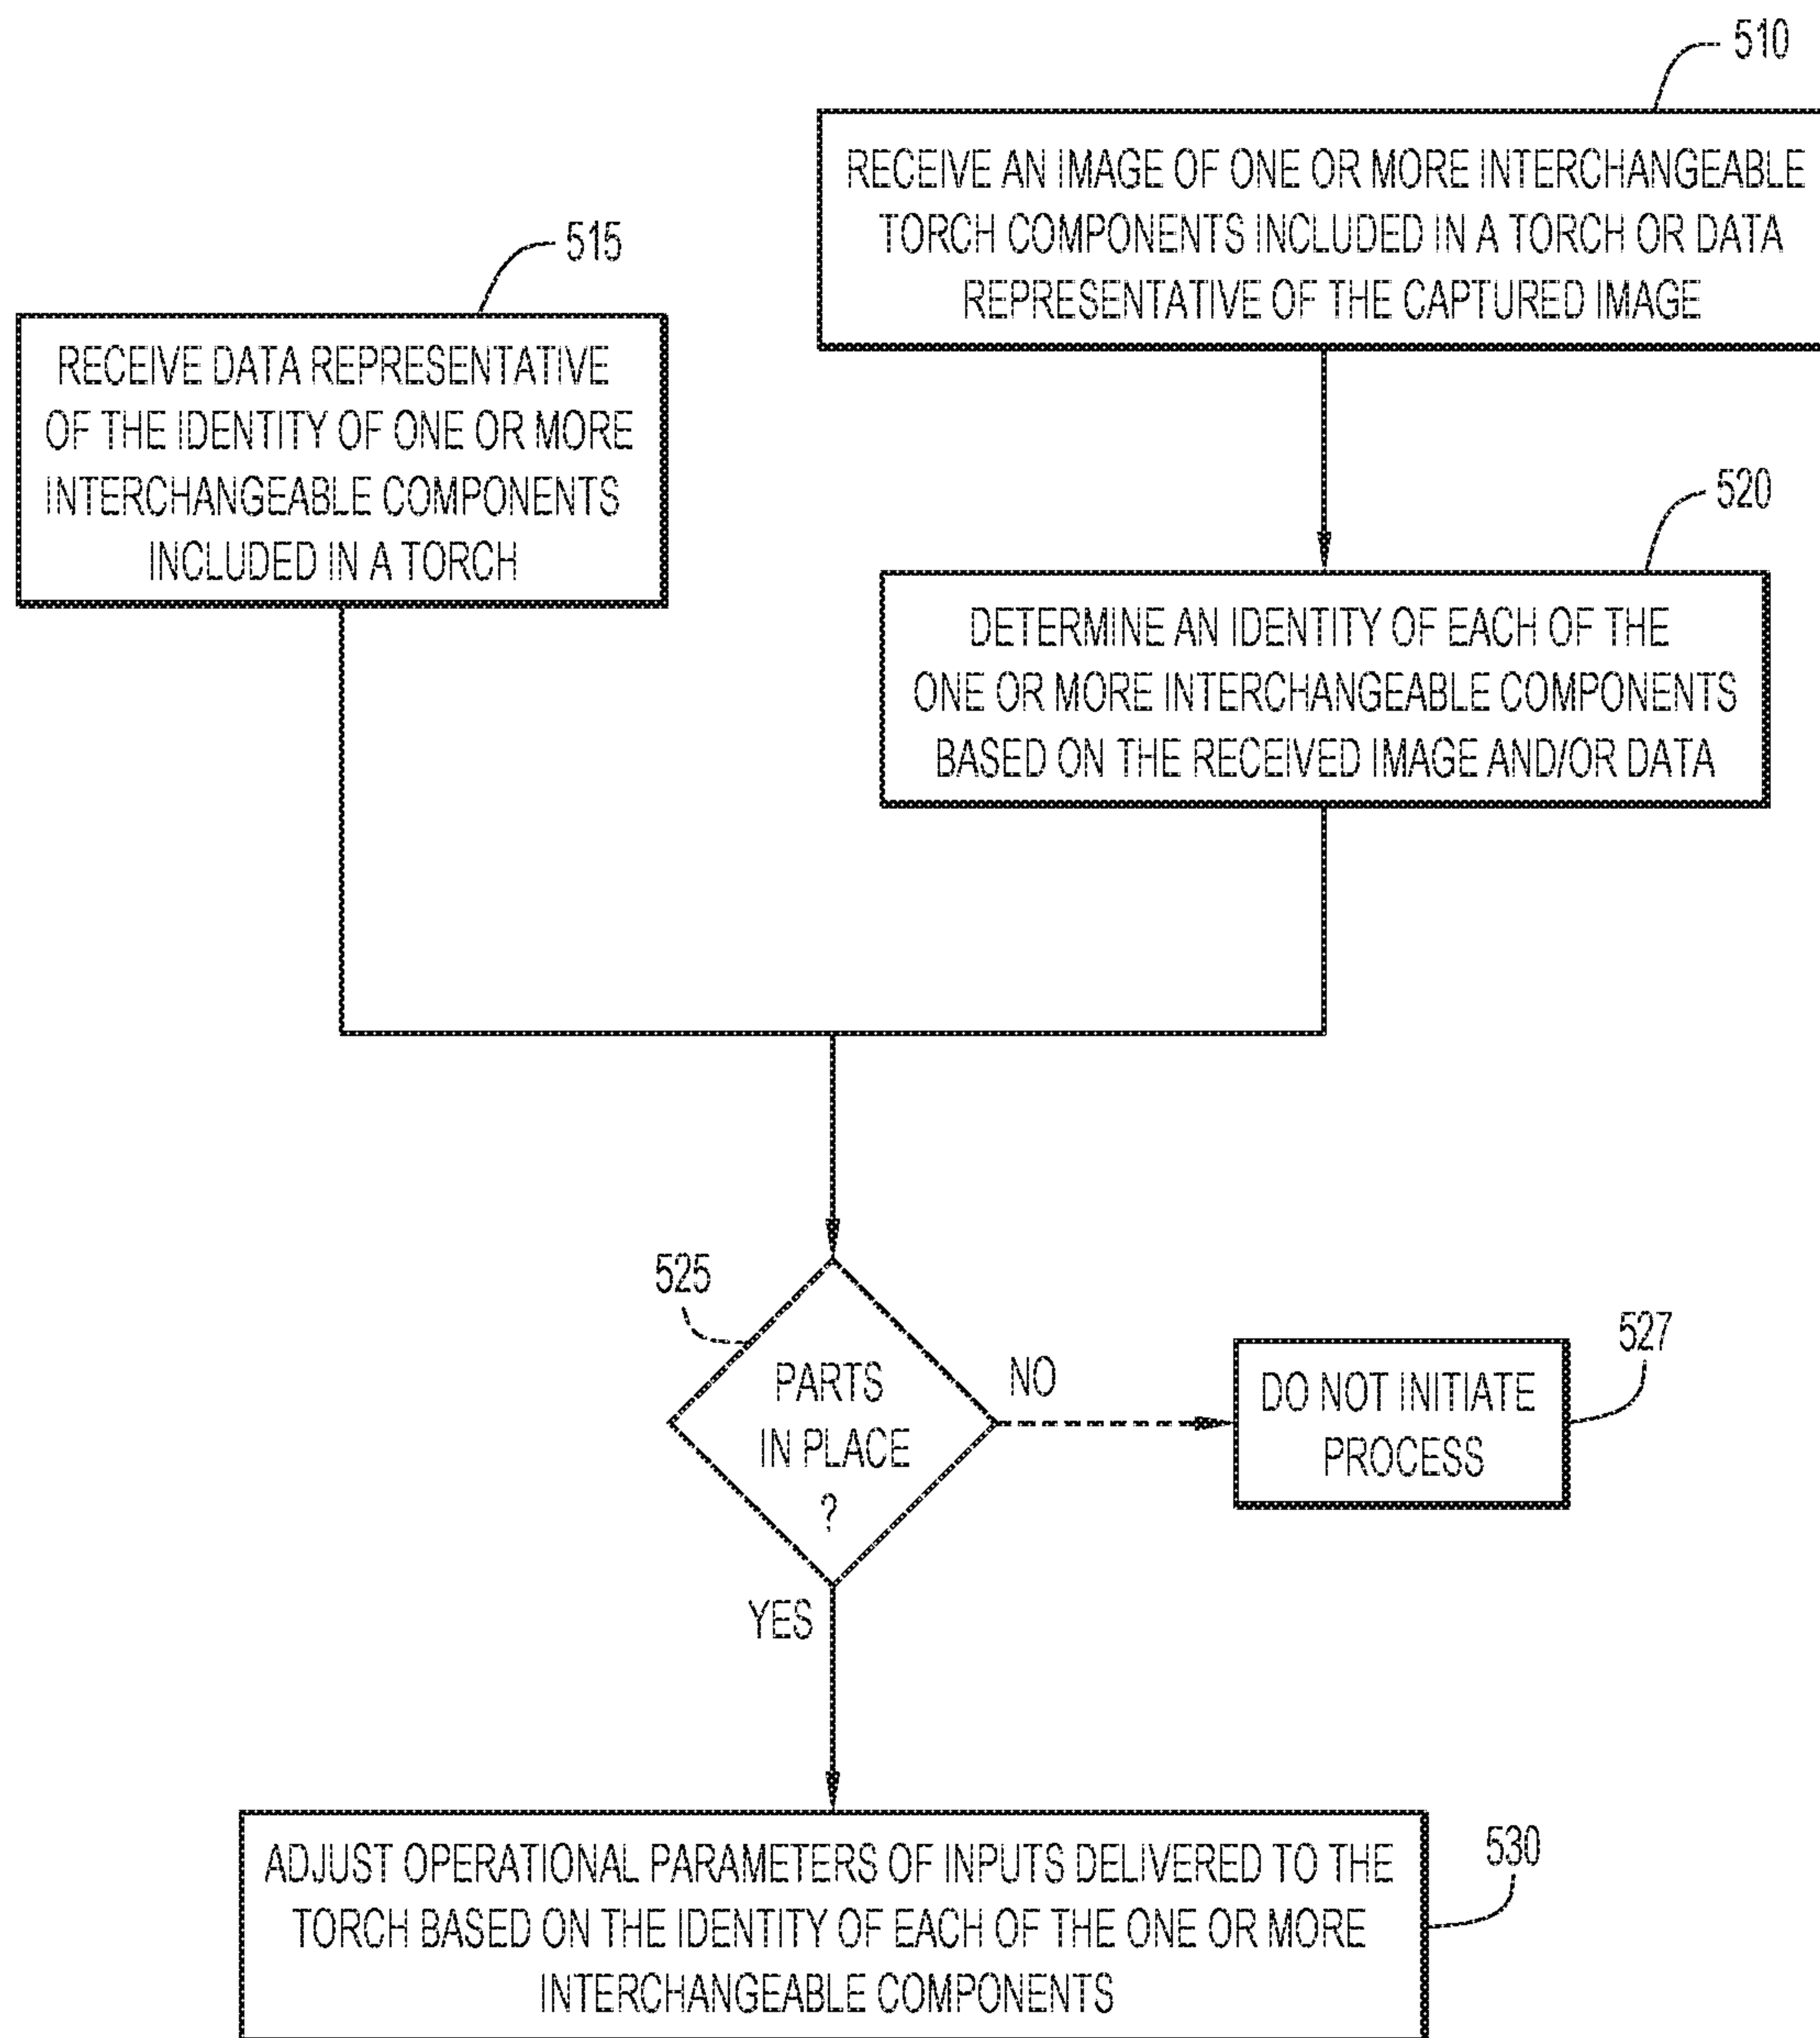 510
RECEIVE AN IMAGE OF ONE OR MORE INTERCHANGEABLE
TORCH COMPONENTS INCLUDED IN A TORCH OR DATA
REPRESENTATIVE OF THE CAPTURED IMAGE
515
RECEIVE DATA REPRESENTATIVE
OF THE IDENTITY OF ONE OR MORE
INTERCHANGEABLE COMPONENTS
INCLUDED IN A TORCH
520
DETERMINE AN IDENTITY OF EACH OF THE
ONE OR MORE INTERCHANGEABLE COMPONENTS
BASED ON THE RECEIVED IMAGE AND/OR DATA
525
PARTS
IN PLACE
?
NO
527
DO NOT INITIATE
PROCESS
YES
530
ADJUST OPERATIONAL PARAMETERS OF INPUTS DELIVERED TO THE
TORCH BASED ON THE IDENTITY OF EACH OF THE ONE OR MORE
INTERCHANGEABLE COMPONENTS